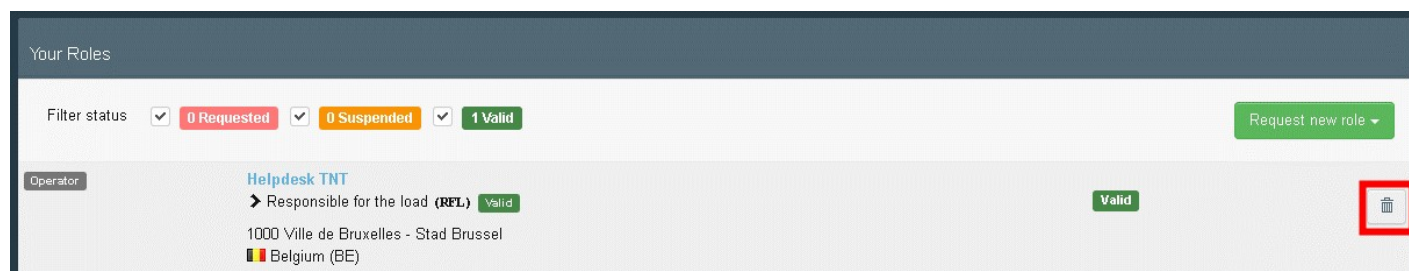 Your Roles
Filter status 0 Requested 0 Suspended 1 Valid Request new role
Operator Helpdesk TNT
Responsible for the load (RFL) Valid Valid
1000 Ville de Bruxelles - Stad Brussel
Belgium (BE)